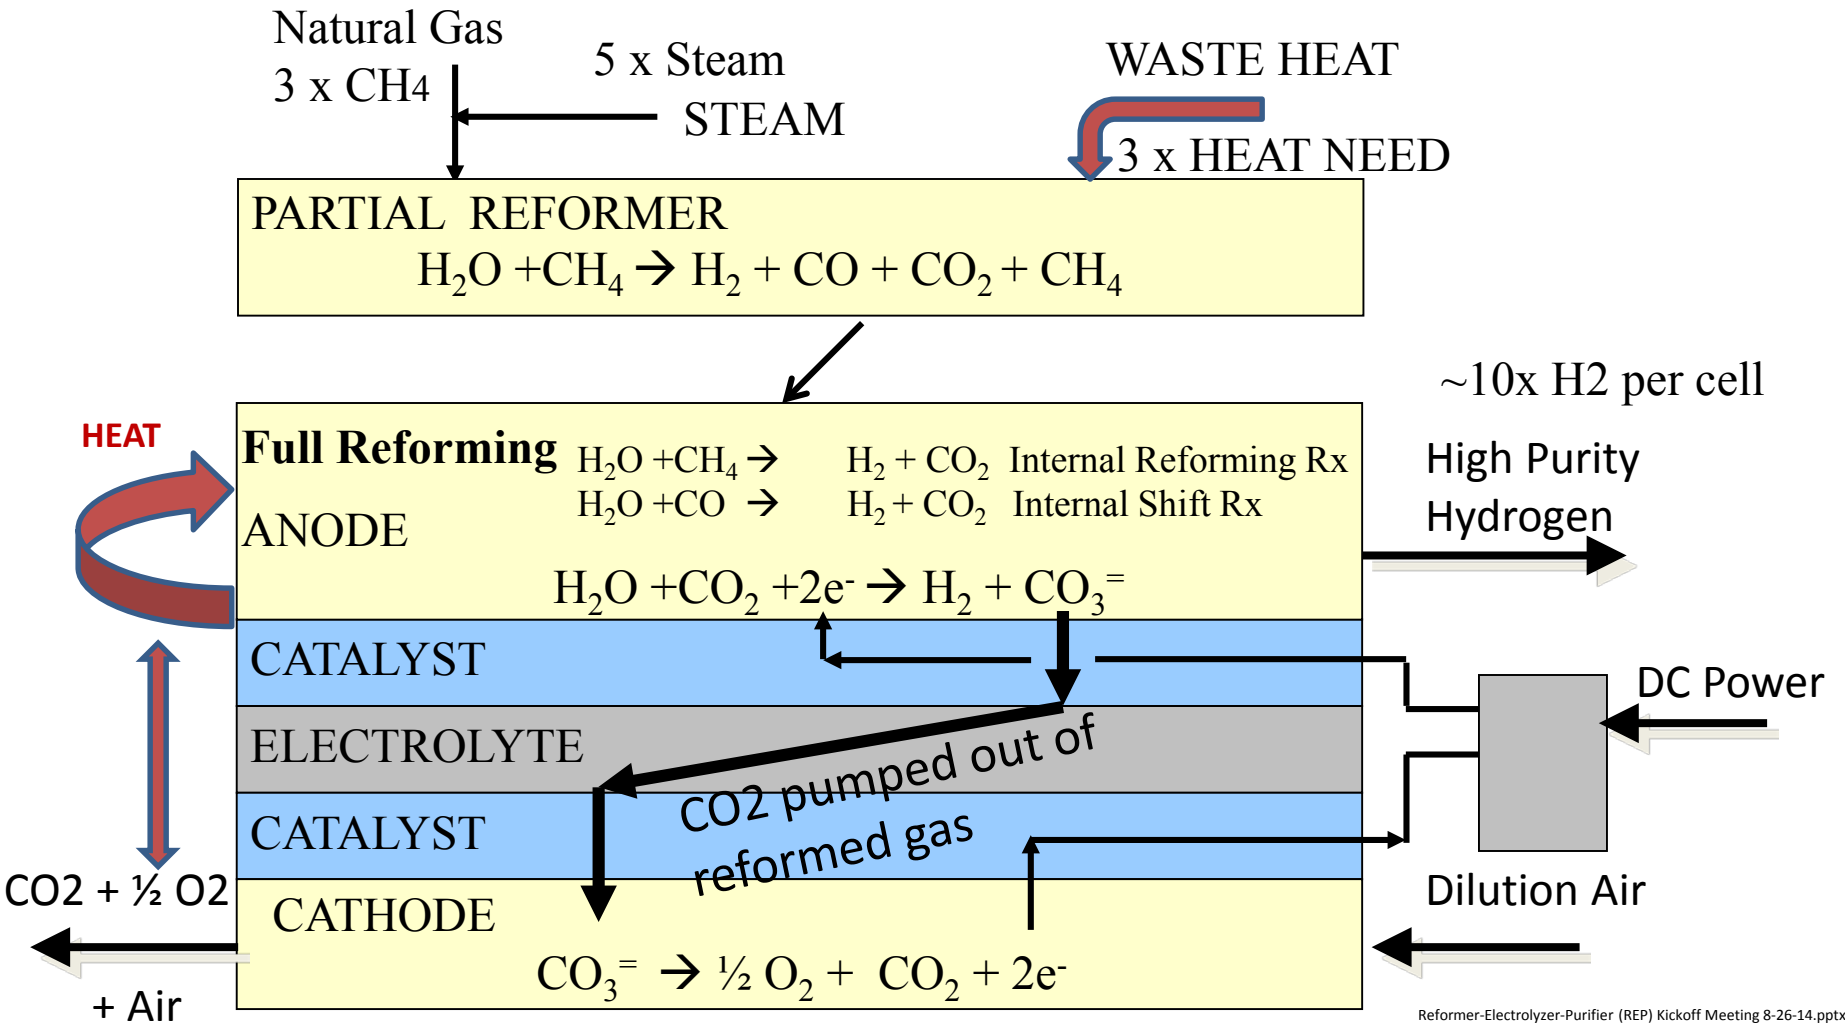 Natural Gas
3 x CH4
5 x Steam
STEAM
WASTE HEAT
3 x HEAT NEED
PARTIAL REFORMER
H₂O +CH₄ → H₂ + CO + CO₂ + CH₄
~10x H2 per cell
High Purity
Hydrogen
HEAT
Full Reforming
H₂O +CH₄ → H₂ + CO₂ Internal Reforming Rx
H₂O +CO → H₂ + CO₂ Internal Shift Rx
ANODE
H₂O +CO₂ +2e⁻ → H₂ + CO₃⁼
CATALYST
DC Power
ELECTROLYTE
CO2 pumped out of
reformed gas
CATALYST
CO2 + ½ O2
+ Air
Dilution Air
CATHODE
CO₃⁼ → ½ O₂ + CO₂ + 2e⁻
Reformer-Electrolyzer-Purifier (REP) Kickoff Meeting 8-26-14.pptx